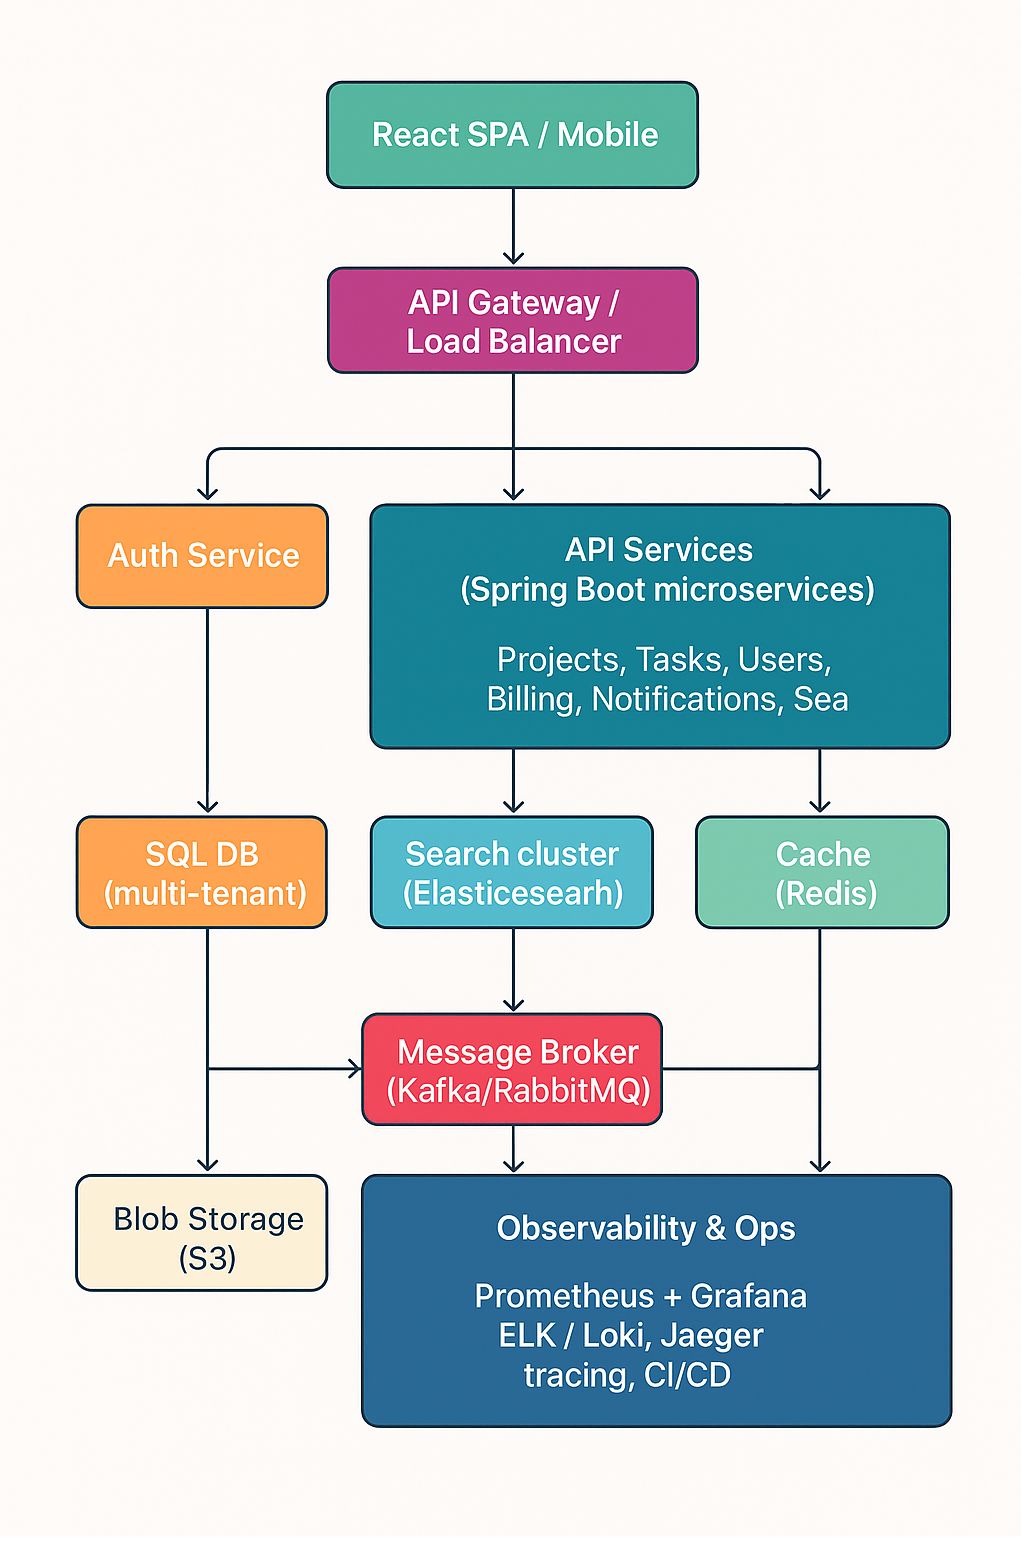 React SPA / Mobile
API Gateway /
Load Balancer
Auth Service
API Services
(Spring Boot microservices)
Projects, Tasks, Users,
Billing, Notifications, Sea
SQL DB
(multi-tenant)
Search cluster
(Elasticesearh)
Cache
(Redis)
Message Broker
(Kafka/RabbitMQ)
Blob Storage
(S3)
Observability & Ops
Prometheus + Grafana
ELK / Loki, Jaeger
tracing, CI/CD